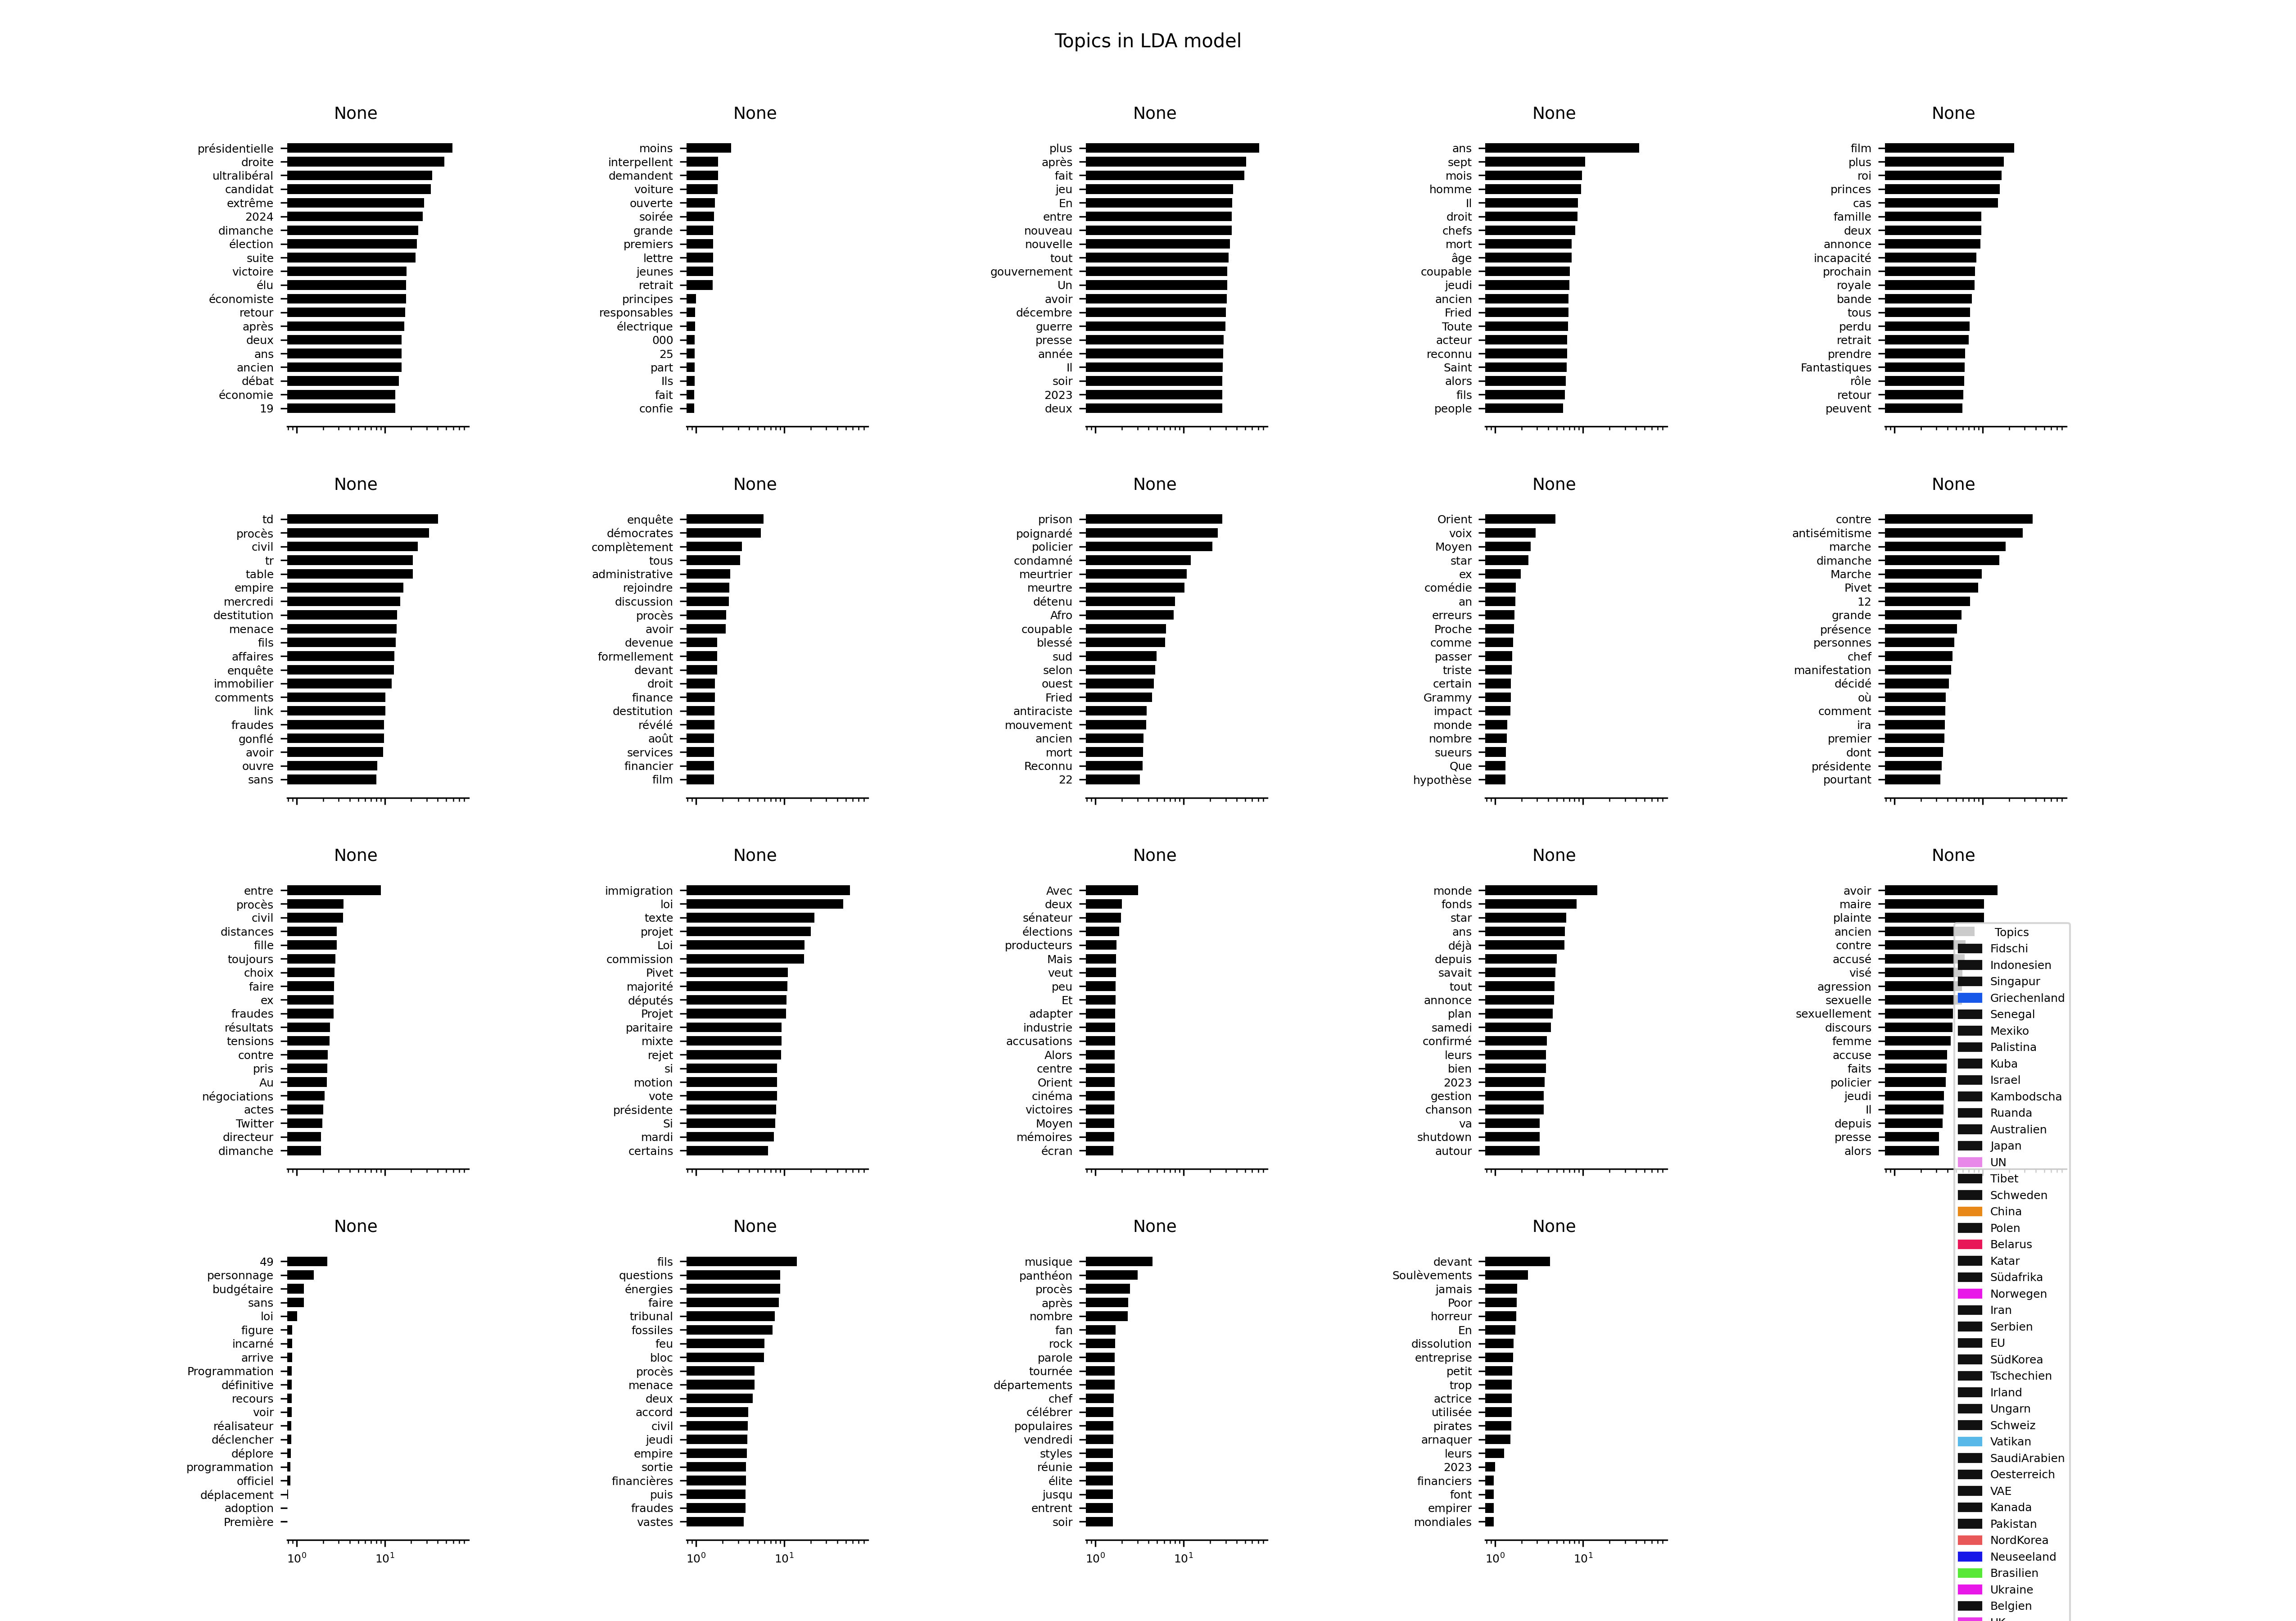 Topics in LDA model
None
présidentielle
droite
ultralibéral
candidat
extrême
2024
dimanche
élection
suite
victoire
élu
économiste
retour
après
deux
ans
ancien
débat
économie
19
None
moins
interpellent
demandent
voiture
ouverte
soirée
grande
premiers
lettre
jeunes
retrait
principes
responsables
électrique
000
25
part
Ils
fait
confie
None
plus
après
fait
jeu
En
entre
nouveau
nouvelle
tout
gouvernement
Un
avoir
décembre
guerre
presse
année
Il
soir
2023
deux
None
ans
sept
mois
homme
Il
droit
chefs
mort
âge
coupable
jeudi
ancien
Fried
Toute
acteur
reconnu
Saint
alors
fils
people
None
film
plus
roi
princes
cas
famille
deux
annonce
incapacité
prochain
royale
bande
tous
perdu
retrait
prendre
Fantastiques
rôle
retour
peuvent
None
td
procès
civil
tr
table
empire
mercredi
destitution
menace
fils
affaires
enquête
immobilier
comments
link
fraudes
gonflé
avoir
ouvre
sans
None
enquête
démocrates
complètement
tous
administrative
rejoindre
discussion
procès
avoir
devenue
formellement
devant
droit
finance
destitution
révélé
août
services
financier
film
None
prison
poignardé
policier
condamné
meurtrier
meurtre
détenu
Afro
coupable
blessé
sud
selon
ouest
Fried
antiraciste
mouvement
ancien
mort
Reconnu
22
None
Orient
voix
Moyen
star
ex
comédie
an
erreurs
Proche
comme
passer
triste
certain
Grammy
impact
monde
nombre
sueurs
Que
hypothèse
None
contre
antisémitisme
marche
dimanche
Marche
Pivet
12
grande
présence
personnes
chef
manifestation
décidé
où
comment
ira
premier
dont
présidente
pourtant
None
entre
procès
civil
distances
fille
toujours
choix
faire
ex
fraudes
résultats
tensions
contre
pris
Au
négociations
actes
Twitter
directeur
dimanche
None
immigration
loi
texte
projet
Loi
commission
Pivet
majorité
députés
Projet
paritaire
mixte
rejet
si
motion
vote
présidente
Si
mardi
certains
None
Avec
deux
sénateur
élections
producteurs
Mais
veut
peu
Et
adapter
industrie
accusations
Alors
centre
Orient
cinéma
victoires
Moyen
mémoires
écran
None
monde
fonds
star
ans
déjà
depuis
savait
tout
annonce
plan
samedi
confirmé
leurs
bien
2023
gestion
chanson
va
shutdown
autour
None
avoir
maire
plainte
ancien
contre
accusé
visé
agression
sexuelle
sexuellement
discours
femme
accuse
faits
policier
jeudi
Il
depuis
presse
alors
None
49
personnage
budgétaire
sans
loi
figure
incarné
arrive
Programmation
définitive
recours
voir
réalisateur
déclencher
déplore
programmation
officiel
déplacement
adoption
Première
10⁰ 10¹
None
fils
questions
énergies
faire
tribunal
fossiles
feu
bloc
procès
menace
deux
accord
civil
jeudi
empire
sortie
financières
puis
fraudes
vastes
10⁰ 10¹
None
musique
panthéon
procès
après
nombre
fan
rock
parole
tournée
départements
chef
célébrer
populaires
vendredi
styles
réunie
élite
jusqu
entrent
soir
10⁰ 10¹
None
devant
Soulèvements
jamais
Poor
horreur
En
dissolution
entreprise
petit
trop
actrice
utilisée
pirates
arnaquer
leurs
2023
financiers
font
empirer
mondiales
10⁰ 10¹
Topics
Fidschi
Indonesien
Singapur
Griechenland
Senegal
Mexiko
Palistina
Kuba
Israel
Kambodscha
Ruanda
Australien
Japan
UN
Tibet
Schweden
China
Polen
Belarus
Katar
Südafrika
Norwegen
Iran
Serbien
EU
SüdKorea
Tschechien
Irland
Ungarn
Schweiz
Vatikan
SaudiArabien
Oesterreich
VAE
Kanada
Pakistan
NordKorea
Neuseeland
Brasilien
Ukraine
Belgien